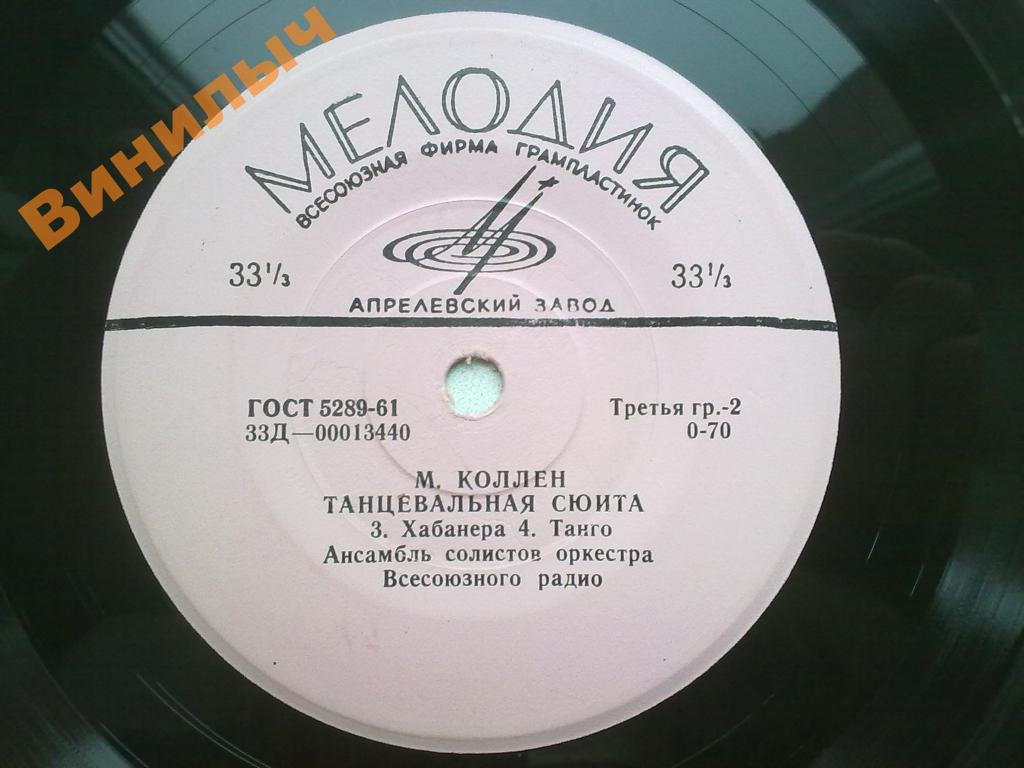 Винилыч
МЕЛОДИЯ
ВСЕСОЮЗНАЯ ФИРМА ГРАМПЛАСТИНОК
33⅓ 33⅓
АПРЕЛЕВСКИЙ ЗАВОД
ГОСТ 5289-61 Третья гр.-2
33Д—00013440 0-70
М. КОЛЛЕН
ТАНЦЕВАЛЬНАЯ СЮИТА
3. Хабанера 4. Танго
Ансамбль солистов оркестра
Всесоюзного радио